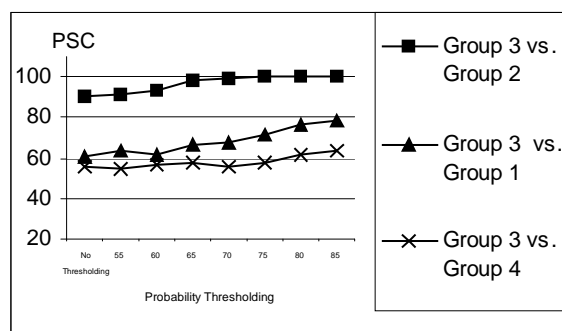 PSC
100
80
60
40
20
No Thresholding 55 60 65 70 75 80 85
Probability Thresholding
Group 3 vs.
Group 2
Group 3 vs.
Group 1
Group 3 vs.
Group 4